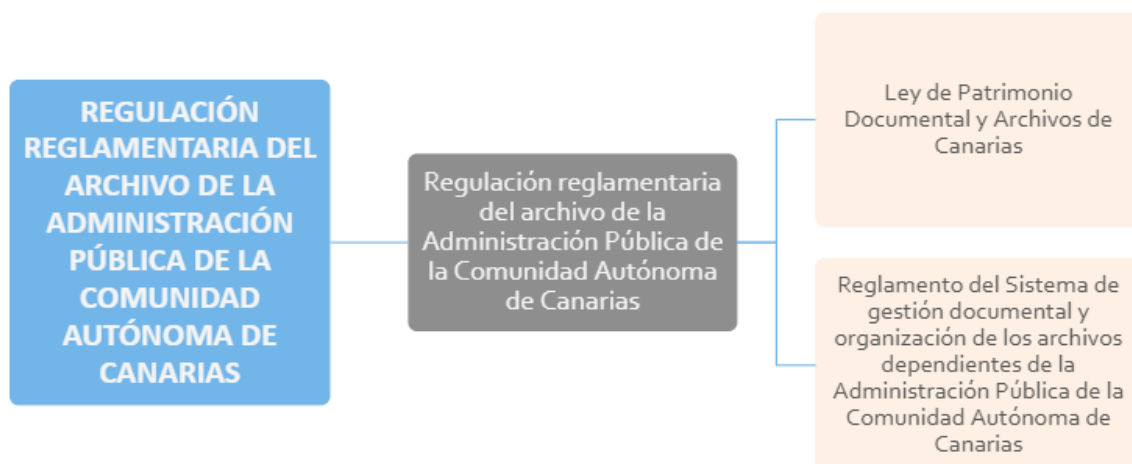 REGULACIÓN
REGLAMENTARIA DEL
ARCHIVO DE LA
ADMINISTRACIÓN
PÚBLICA DE LA
COMUNIDAD
AUTÓNOMA DE
CANARIAS
Regulación reglamentaria
del archivo de la
Administración Pública de
la Comunidad Autónoma
de Canarias
Ley de Patrimonio
Documental y Archivos de
Canarias
Reglamento del Sistema de
gestión documental y
organización de los archivos
dependientes de la
Administración Pública de la
Comunidad Autónoma de
Canarias